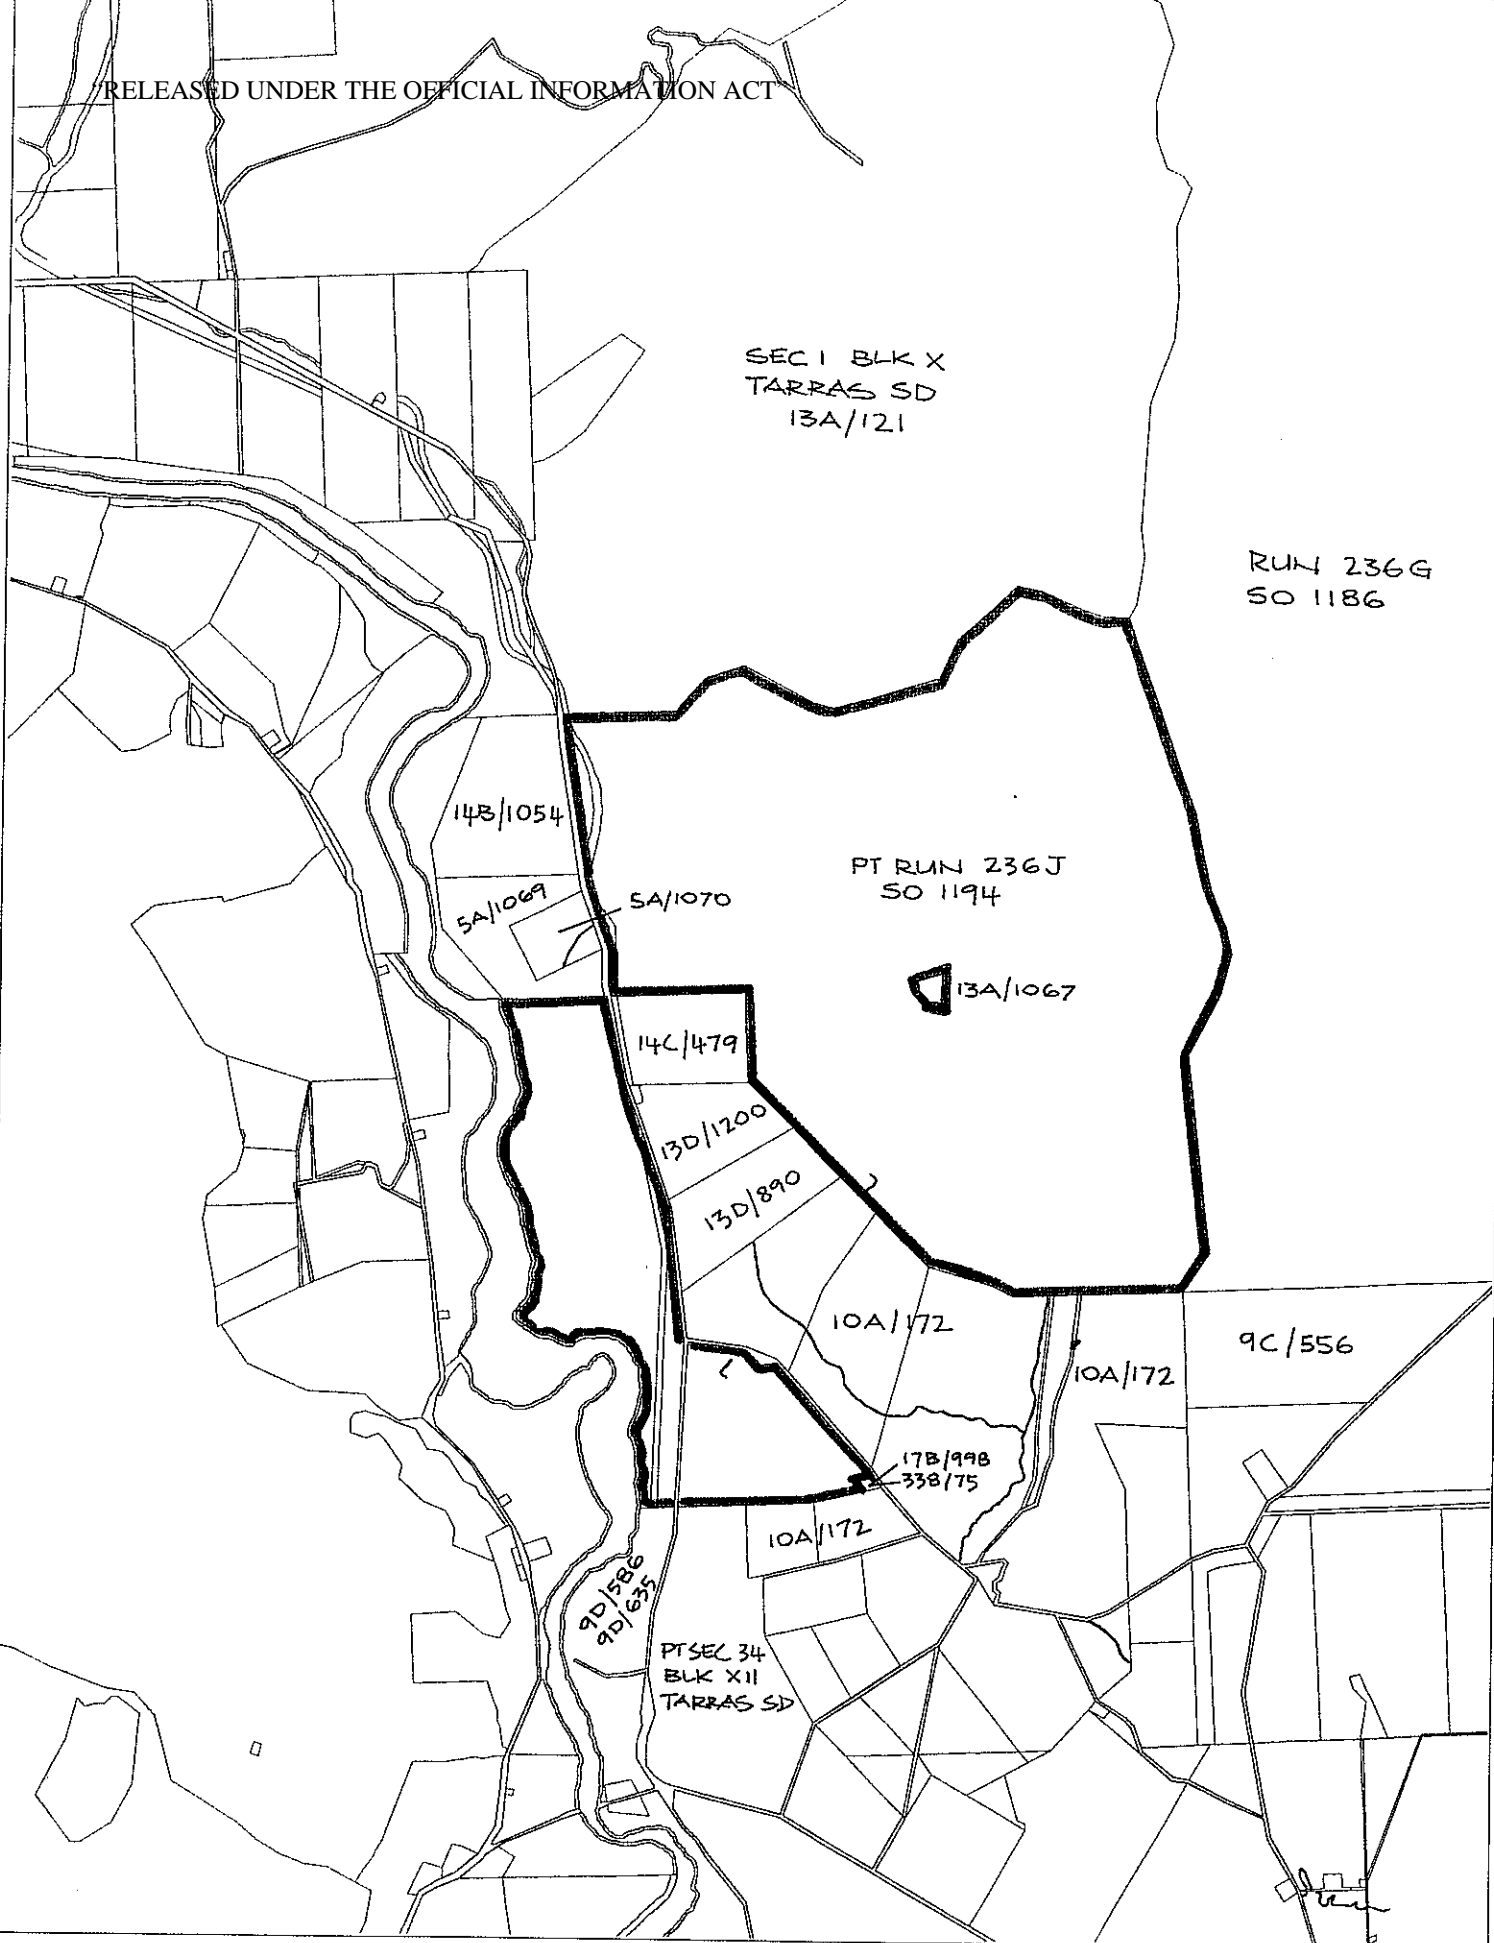 "RELEASED UNDER THE OFFICIAL INFORMATION ACT"
SEC 1 BLK X
TARRAS SD
13A/121
RUN 236G
SO 1186
14B/1054
PT RUN 236J
SO 1194
5A/1069
5A/1070
13A/1067
14C/479
13D/1200
13D/890
10A/172
10A/172
9C/556
17B/998
338/75
10A/172
9D/586
9D/635
PT SEC 34
BLK XII
TARRAS SD